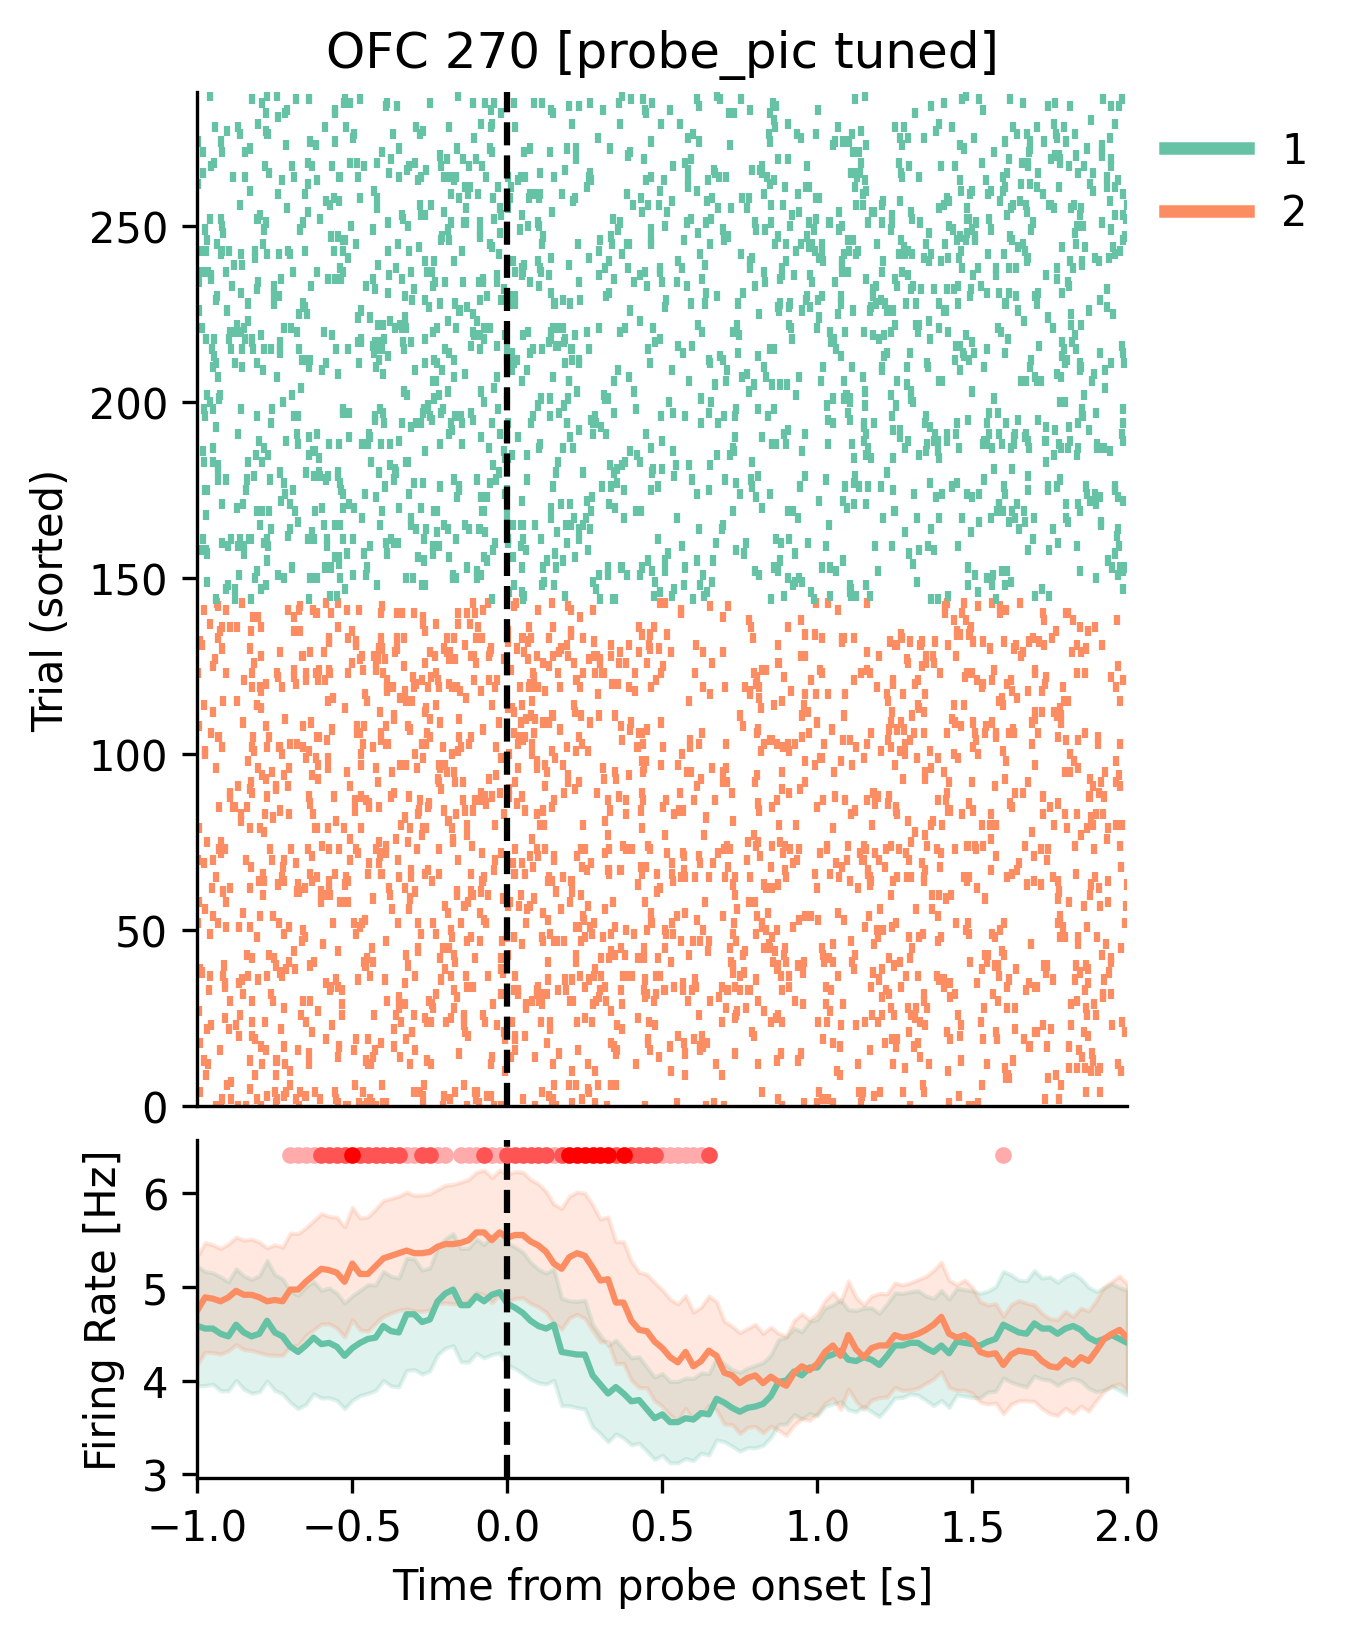 OFC 270 [probe_pic tuned]
1
2
Trial (sorted)
250
200
150
100
50
0
Firing Rate [Hz]
6
5
4
3
−1.0 −0.5 0.0 0.5 1.0 1.5 2.0
Time from probe onset [s]